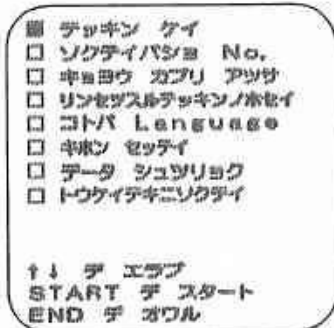 ■ テッキン ケイ
□ ソクテイバショ No.
□ キョヨウ カブリ アツサ
□ リンセツスルテッキンノホセイ
□ コトバ Language
□ キホン セッテイ
□ データ シュツリョク
□ トウケイテキニソクテイ
↑↓ デ エラブ
START デ スタート
END デ オワル